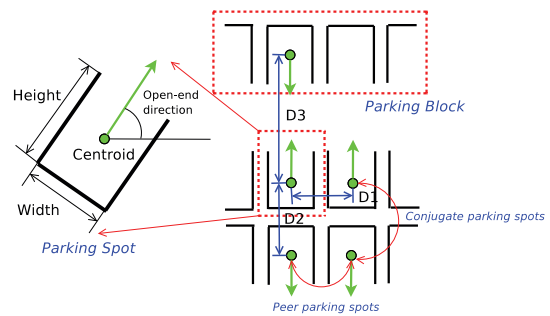 Height
Open-end
direction
Centroid
Width
Parking Spot
Parking Block
D3
D1
D2
Conjugate parking spots
Peer parking spots